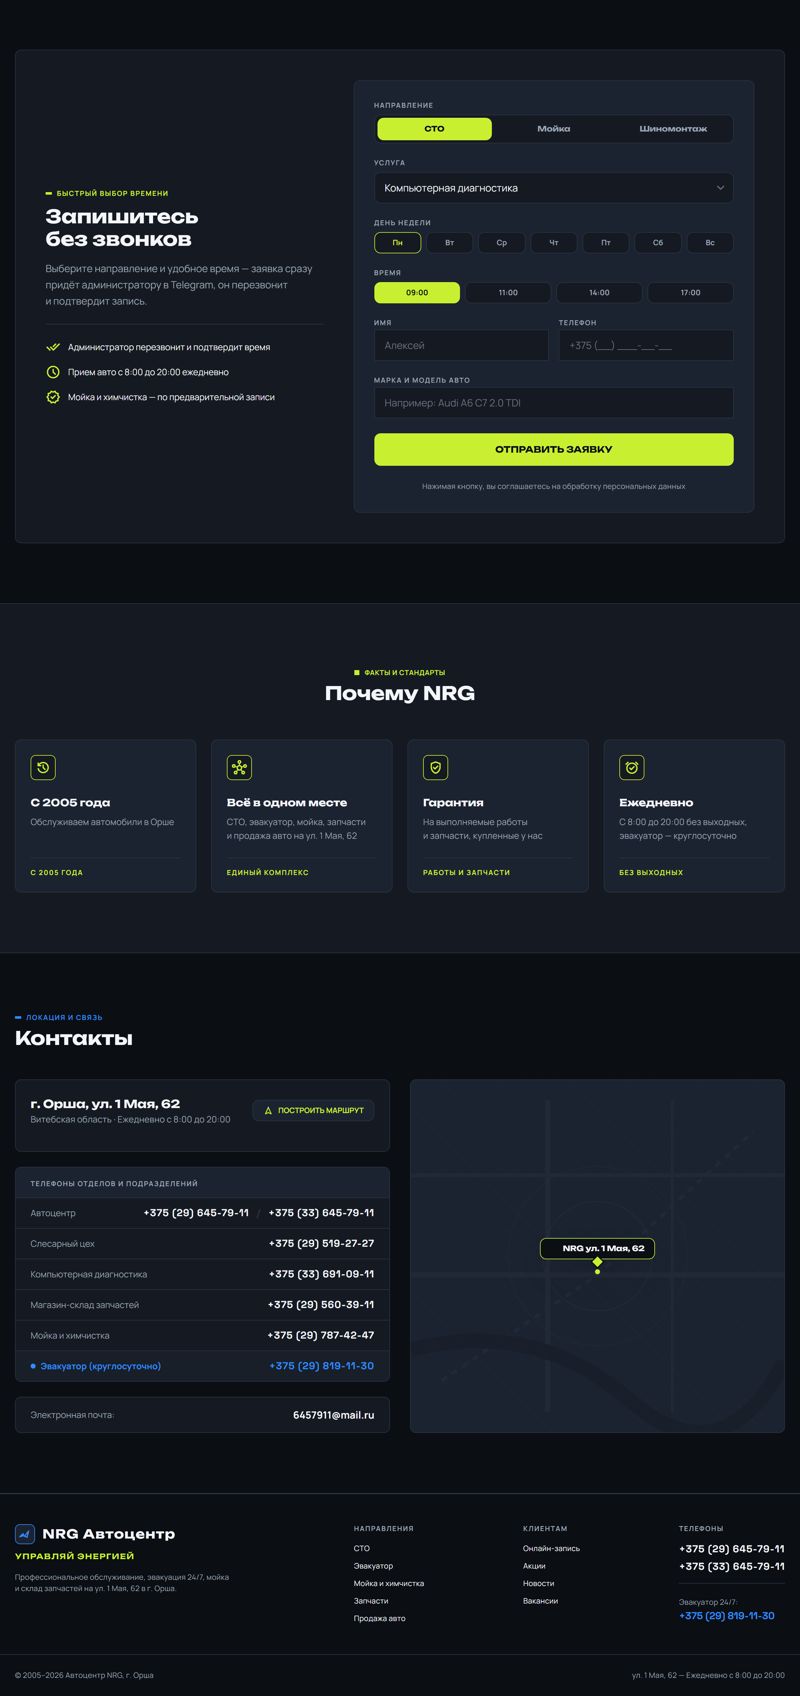 БЫСТРЫЙ ВЫБОР ВРЕМЕНИ
Запишитесь
без звонков
Выберите направление и удобное время — заявка сразу
придёт администратору в Telegram, он перезвонит
и подтвердит запись.
Администратор перезвонит и подтвердит время
Прием авто с 8:00 до 20:00 ежедневно
Мойка и химчистка — по предварительной записи
НАПРАВЛЕНИЕ
СТО Мойка Шиномонтаж
УСЛУГА
Компьютерная диагностика
ДЕНЬ НЕДЕЛИ
Пн Вт Ср Чт Пт Сб Вс
ВРЕМЯ
09:00 11:00 14:00 17:00
ИМЯ ТЕЛЕФОН
Алексей +375 (__) ___-__-__
МАРКА И МОДЕЛЬ АВТО
Например: Audi A6 C7 2.0 TDI
ОТПРАВИТЬ ЗАЯВКУ
Нажимая кнопку, вы соглашаетесь на обработку персональных данных
ФАКТЫ И СТАНДАРТЫ
Почему NRG
С 2005 года
Обслуживаем автомобили в Орше
С 2005 ГОДА
Всё в одном месте
СТО, эвакуатор, мойка, запчасти
и продажа авто на ул. 1 Мая, 62
ЕДИНЫЙ КОМПЛЕКС
Гарантия
На выполняемые работы
и запчасти, купленные у нас
РАБОТЫ И ЗАПЧАСТИ
Ежедневно
С 8:00 до 20:00 без выходных,
эвакуатор — круглосуточно
БЕЗ ВЫХОДНЫХ
ЛОКАЦИЯ И СВЯЗЬ
Контакты
г. Орша, ул. 1 Мая, 62
Витебская область · Ежедневно с 8:00 до 20:00
ПОСТРОИТЬ МАРШРУТ
ТЕЛЕФОНЫ ОТДЕЛОВ И ПОДРАЗДЕЛЕНИЙ
Автоцентр +375 (29) 645-79-11 / +375 (33) 645-79-11
Слесарный цех +375 (29) 519-27-27
Компьютерная диагностика +375 (33) 691-09-11
Магазин-склад запчастей +375 (29) 560-39-11
Мойка и химчистка +375 (29) 787-42-47
Эвакуатор (круглосуточно) +375 (29) 819-11-30
Электронная почта: 6457911@mail.ru
NRG ул. 1 Мая, 62
NRG Автоцентр
УПРАВЛЯЙ ЭНЕРГИЕЙ
Профессиональное обслуживание, эвакуация 24/7, мойка
и склад запчастей на ул. 1 Мая, 62 в г. Орша.
НАПРАВЛЕНИЯ
СТО
Эвакуатор
Мойка и химчистка
Запчасти
Продажа авто
КЛИЕНТАМ
Онлайн-запись
Акции
Новости
Вакансии
ТЕЛЕФОНЫ
+375 (29) 645-79-11
+375 (33) 645-79-11
Эвакуатор 24/7:
+375 (29) 819-11-30
© 2005–2026 Автоцентр NRG, г. Орша
ул. 1 Мая, 62 — Ежедневно с 8:00 до 20:00